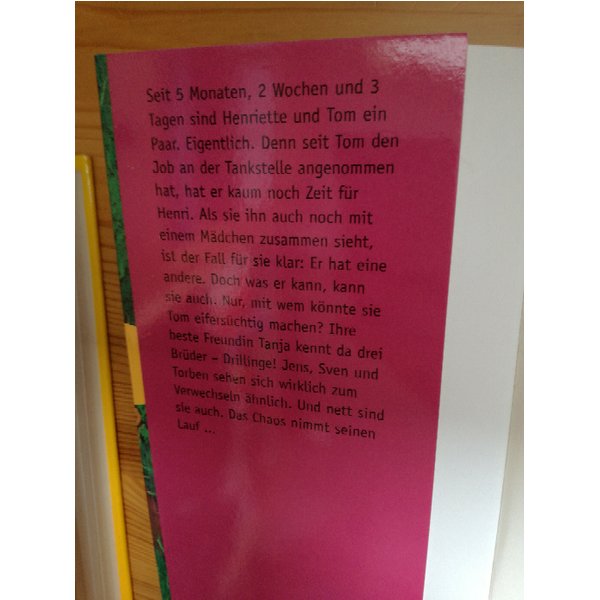 Seit 5 Monaten, 2 Wochen und 3
Tagen sind Henriette und Tom ein
Paar. Eigentlich. Denn seit Tom den
Job an der Tankstelle angenommen
hat, hat er kaum noch Zeit für
Henri. Als sie ihn auch noch mit
einem Mädchen zusammen sieht,
ist der Fall für sie klar: Er hat eine
andere. Doch was er kann, kann
sie auch. Nur, mit wem könnte sie
Tom eifersüchtig machen? Ihre
beste Freundin Tanja kennt da drei
Brüder – Drillinge! Jens, Sven und
Torben sehen sich wirklich zum
Verwechseln ähnlich. Und nett sind
sie auch. Das Chaos nimmt seinen
Lauf ...